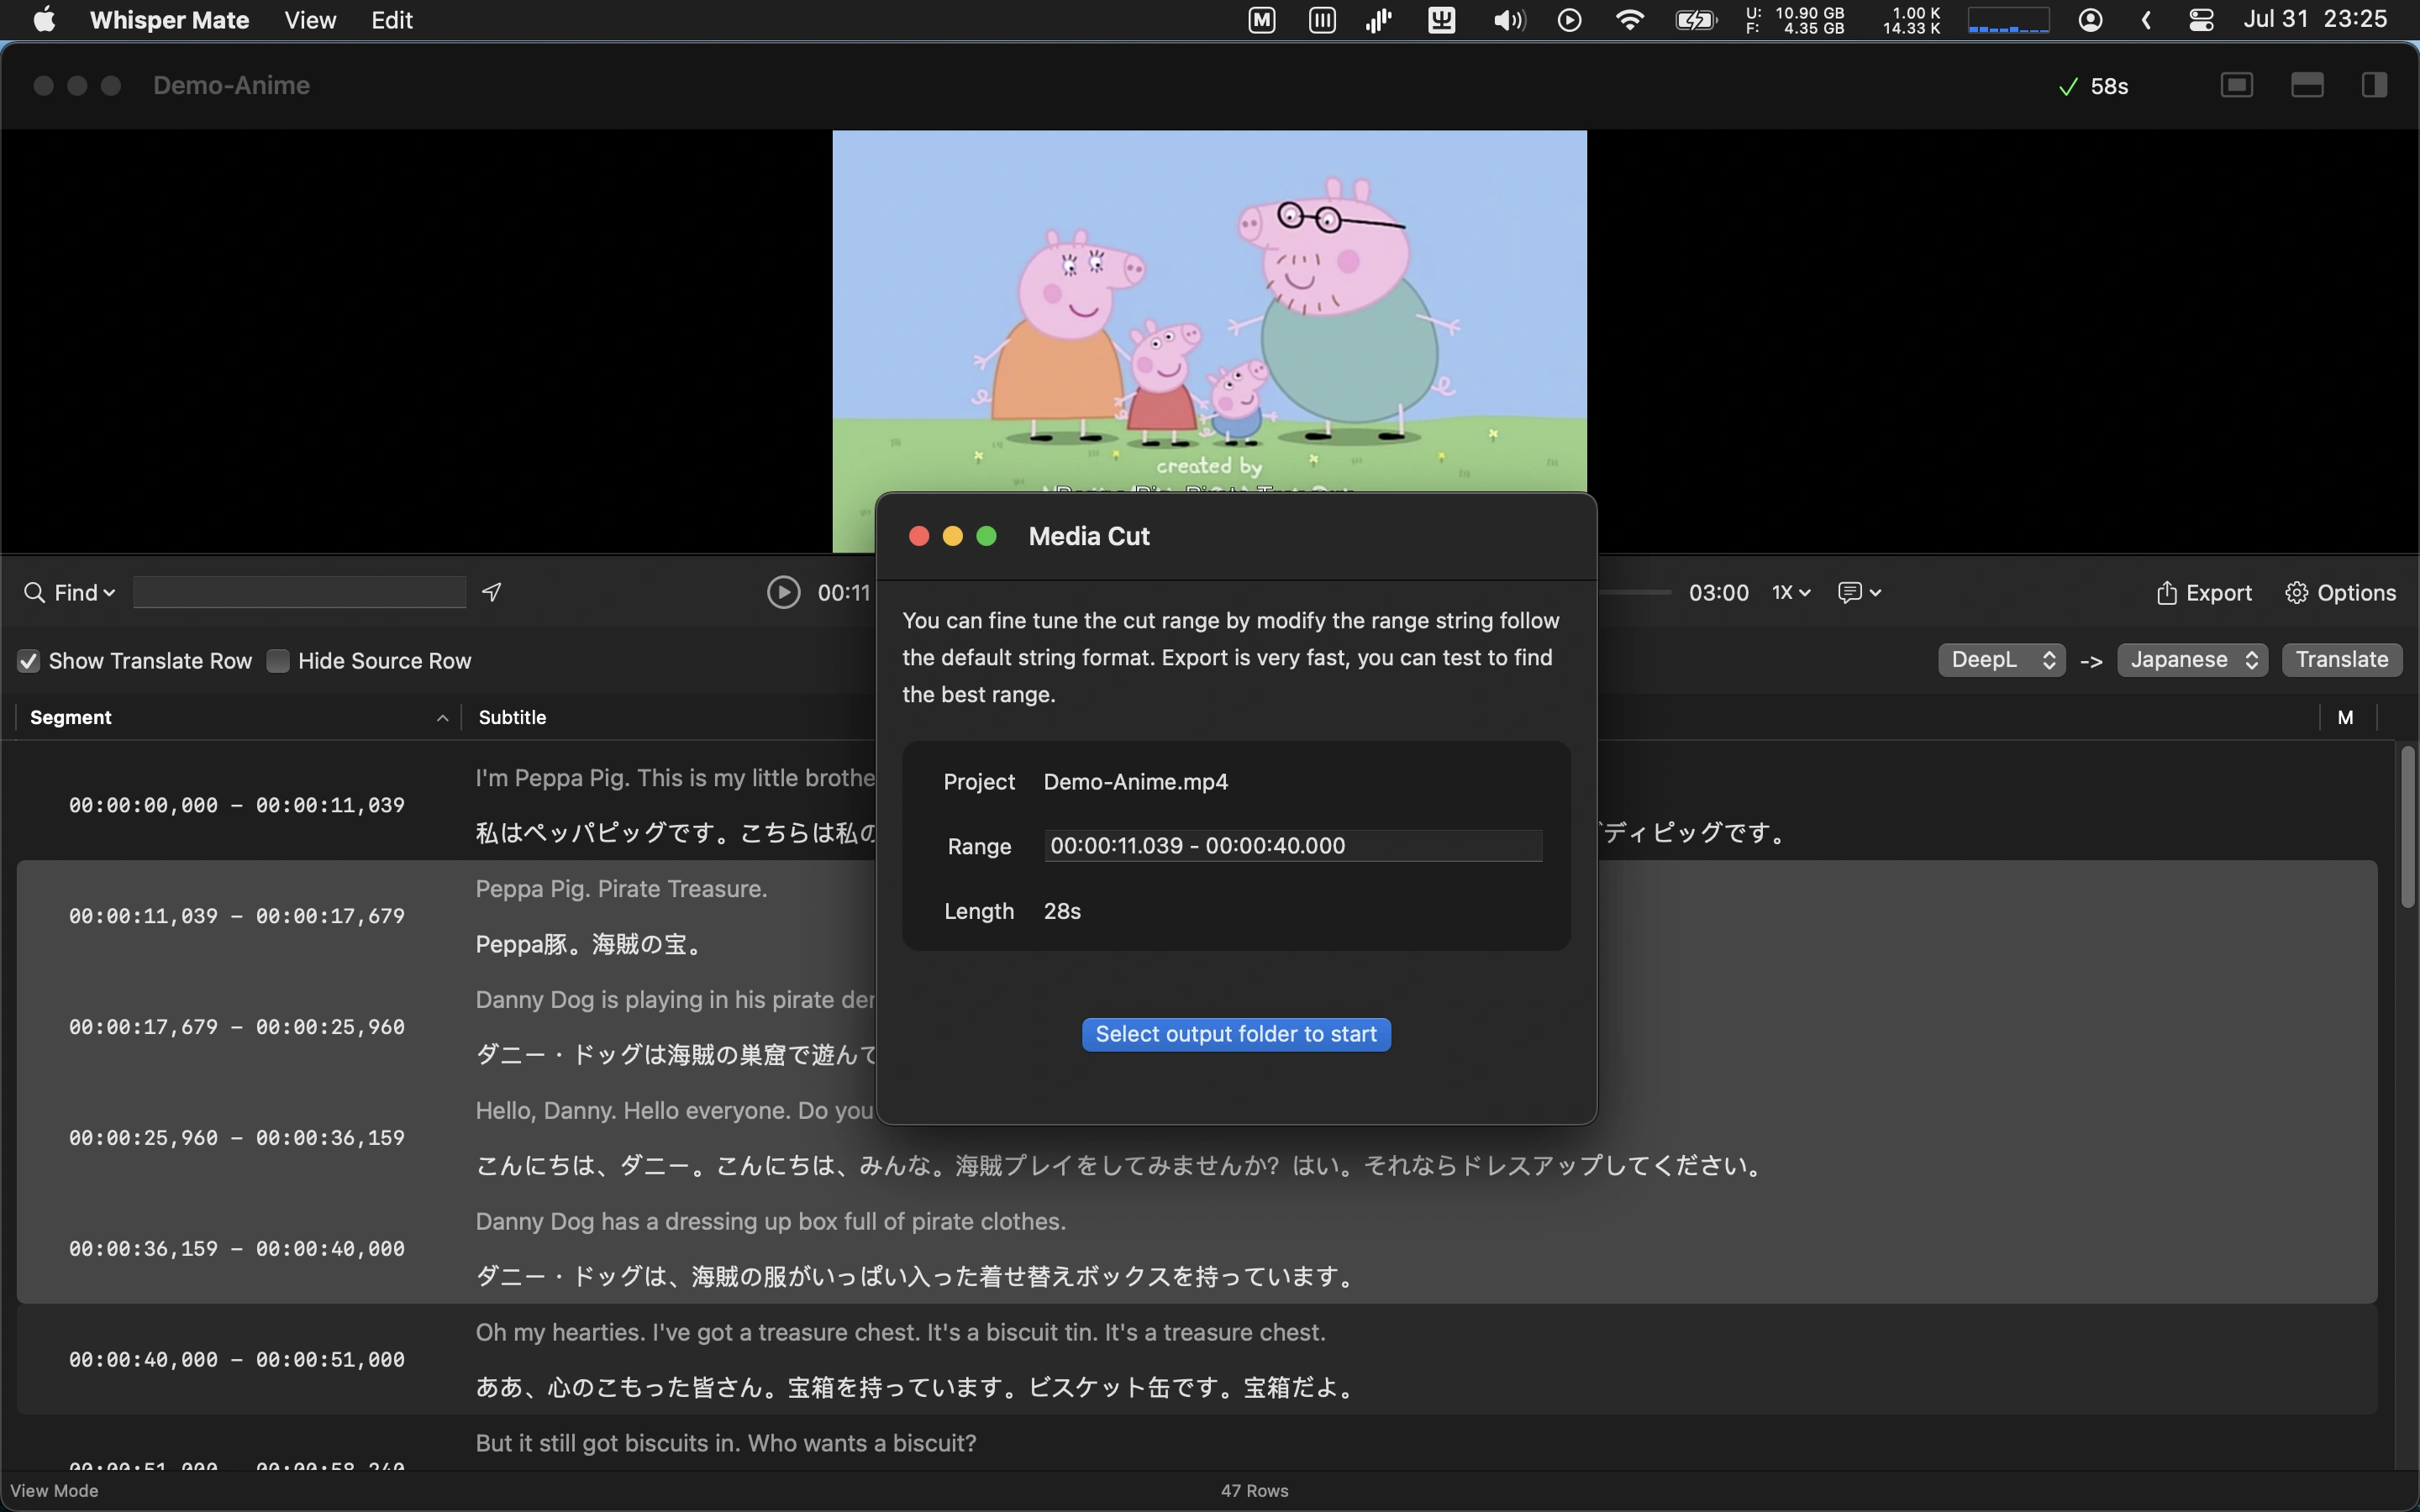 Whisper Mate View Edit
U: 10.90 GB 1.00 K
F: 4.35 GB 14.33 K
Jul 31 23:25
Demo-Anime
58s
created by
Media Cut
You can fine tune the cut range by modify the range string follow
the default string format. Export is very fast, you can test to find
the best range.
Project Demo-Anime.mp4
Range 00:00:11.039 - 00:00:40.000
Length 28s
Select output folder to start
Find 00:11 03:00 1X Export Options
Show Translate Row Hide Source Row DeepL -> Japanese Translate
Segment Subtitle M
00:00:00,000 – 00:00:11,039
I'm Peppa Pig. This is my little
私はペッパピッグです。こちらは私の ディピッグです。
00:00:11,039 – 00:00:17,679
Peppa Pig. Pirate Treasure.
Peppa豚。海賊の宝。
00:00:17,679 – 00:00:25,960
Danny Dog is playing in his pirate
ダニー・ドッグは海賊の巣窟で遊んで
00:00:25,960 – 00:00:36,159
Hello, Danny. Hello everyone. Do you
こんにちは、ダニー。こんにちは、みんな。海賊プレイをしてみませんか? はい。それならドレスアップしてください。
00:00:36,159 – 00:00:40,000
Danny Dog has a dressing up box full of pirate clothes.
ダニー・ドッグは、海賊の服がいっぱい入った着せ替えボックスを持っています。
00:00:40,000 – 00:00:51,000
Oh my hearties. I've got a treasure chest. It's a biscuit tin. It's a treasure chest.
ああ、心のこもった皆さん。宝箱を持っています。ビスケット缶です。宝箱だよ。
But it still got biscuits in. Who wants a biscuit?
View Mode 47 Rows